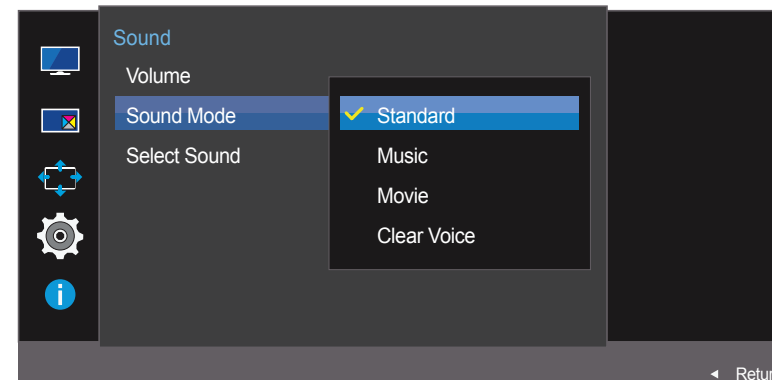 Sound
Volume
Sound Mode
Select Sound
Standard
Music
Movie
Clear Voice